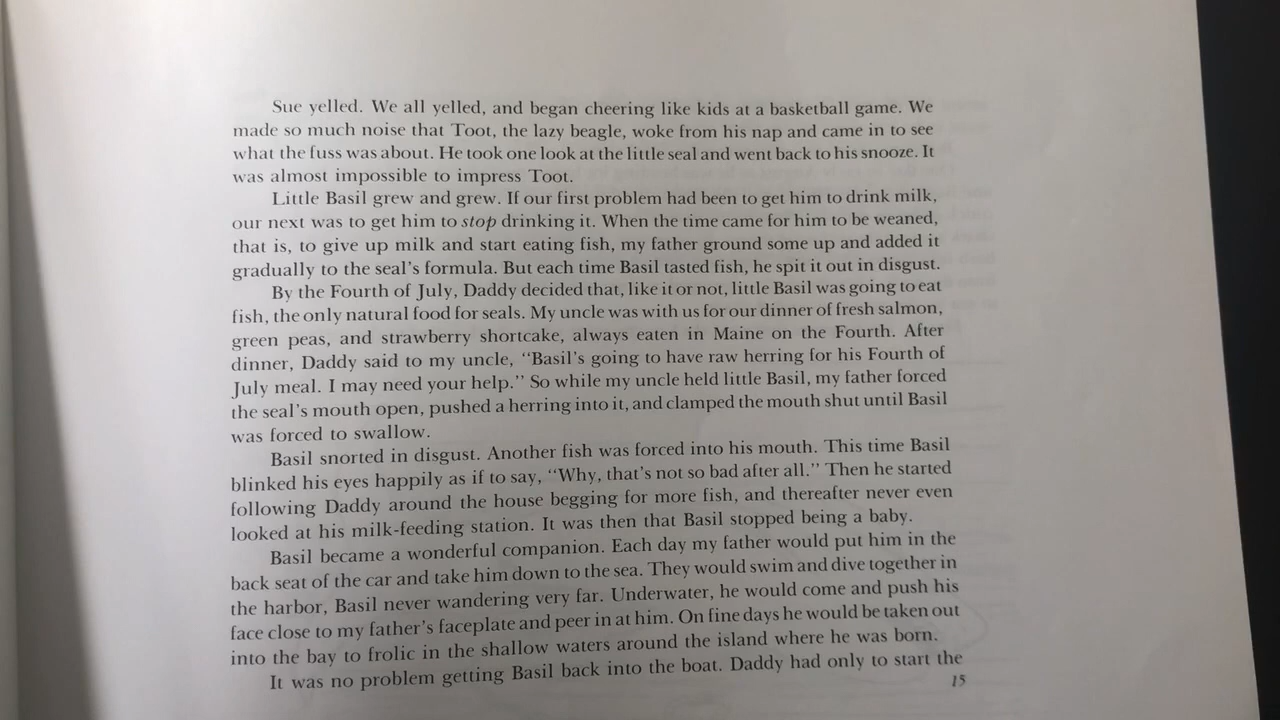 Sue yelled. We all yelled, and began cheering like kids at a basketball game. We
made so much noise that Toot, the lazy beagle, woke from his nap and came in to see
what the fuss was about. He took one look at the little seal and went back to his snooze. It
was almost impossible to impress Toot.
Little Basil grew and grew. If our first problem had been to get him to drink milk,
our next was to get him to stop drinking it. When the time came for him to be weaned,
that is, to give up milk and start eating fish, my father ground some up and added it
gradually to the seal's formula. But each time Basil tasted fish, he spit it out in disgust.
By the Fourth of July, Daddy decided that, like it or not, little Basil was going to eat
fish, the only natural food for seals. My uncle was with us for our dinner of fresh salmon,
green peas, and strawberry shortcake, always eaten in Maine on the Fourth. After
dinner, Daddy said to my uncle, "Basil's going to have raw herring for his Fourth of
July meal. I may need your help." So while my uncle held little Basil, my father forced
the seal's mouth open, pushed a herring into it, and clamped the mouth shut until Basil
was forced to swallow.
Basil snorted in disgust. Another fish was forced into his mouth. This time Basil
blinked his eyes happily as if to say, "Why, that's not so bad after all." Then he started
following Daddy around the house begging for more fish, and thereafter never even
looked at his milk-feeding station. It was then that Basil stopped being a baby.
Basil became a wonderful companion. Each day my father would put him in the
back seat of the car and take him down to the sea. They would swim and dive together in
the harbor, Basil never wandering very far. Underwater, he would come and push his
face close to my father's faceplate and peer in at him. On fine days he would be taken out
into the bay to frolic in the shallow waters around the island where he was born.
It was no problem getting Basil back into the boat. Daddy had only to start the
15